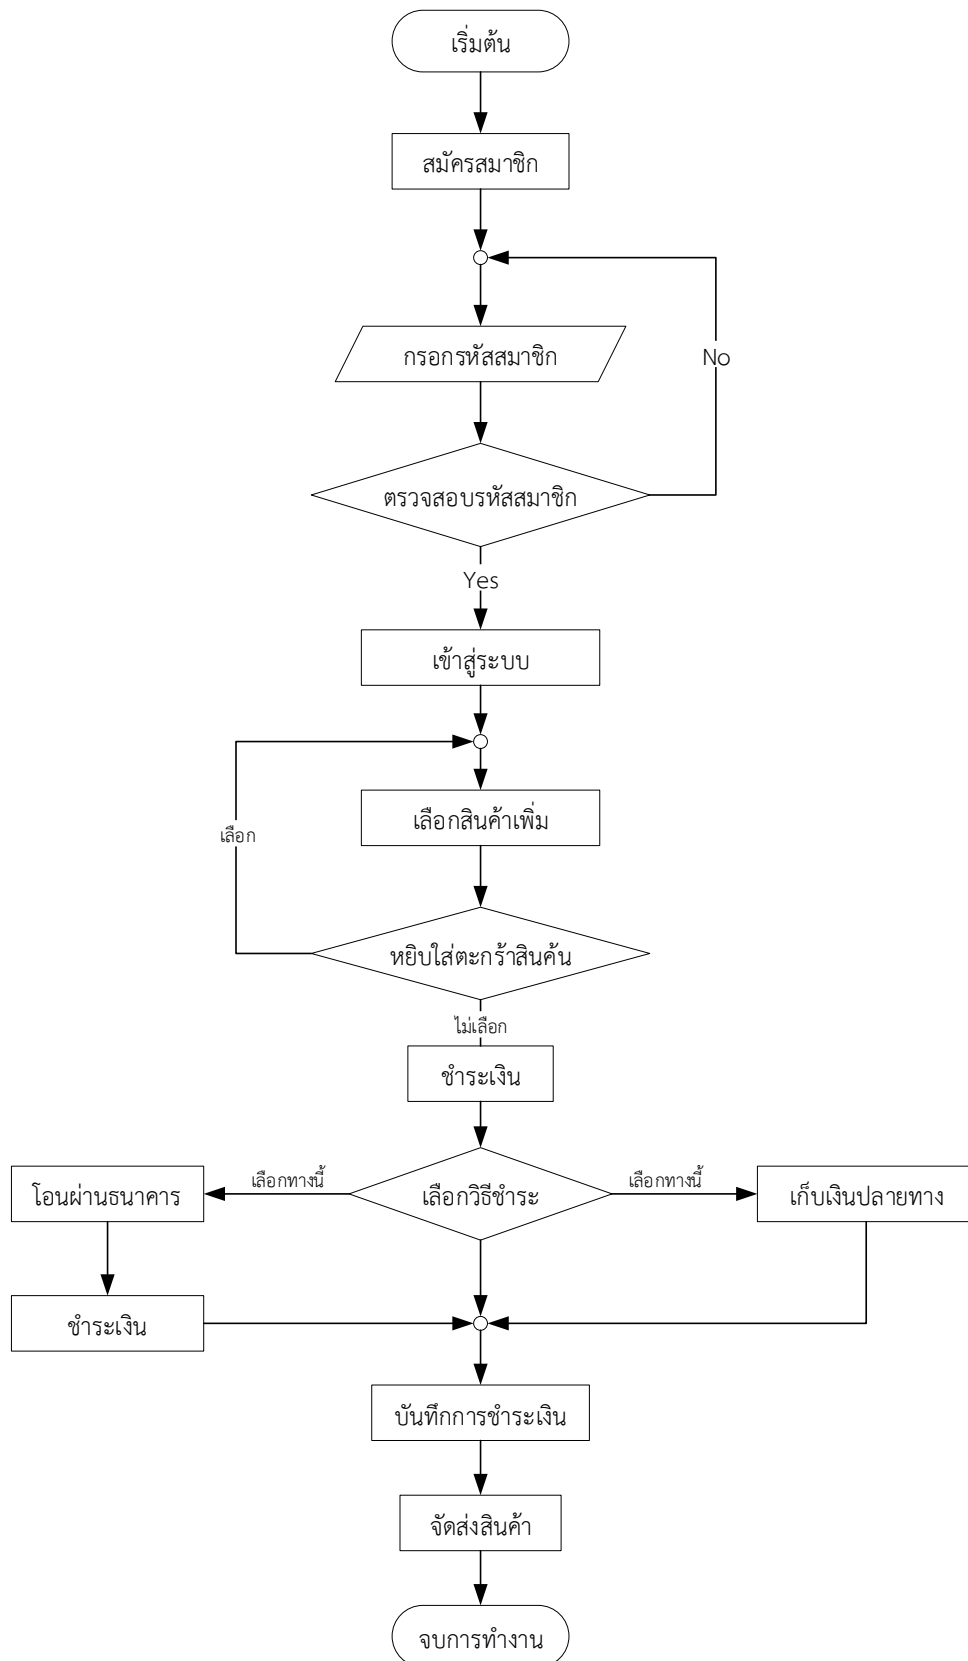 เริ่มต้น
สมัครสมาชิก
กรอกรหัสสมาชิก
No
ตรวจสอบรหัสสมาชิก
Yes
เข้าสู่ระบบ
เลือกสินค้าเพิ่ม
เลือก
หยิบใส่ตะกร้าสินค้น
ไม่เลือก
ชำระเงิน
โอนผ่านธนาคาร
เลือกทางนี้
เลือกวิธีชำระ
เลือกทางนี้
เก็บเงินปลายทาง
ชำระเงิน
บันทึกการชำระเงิน
จัดส่งสินค้า
จบการทำงาน